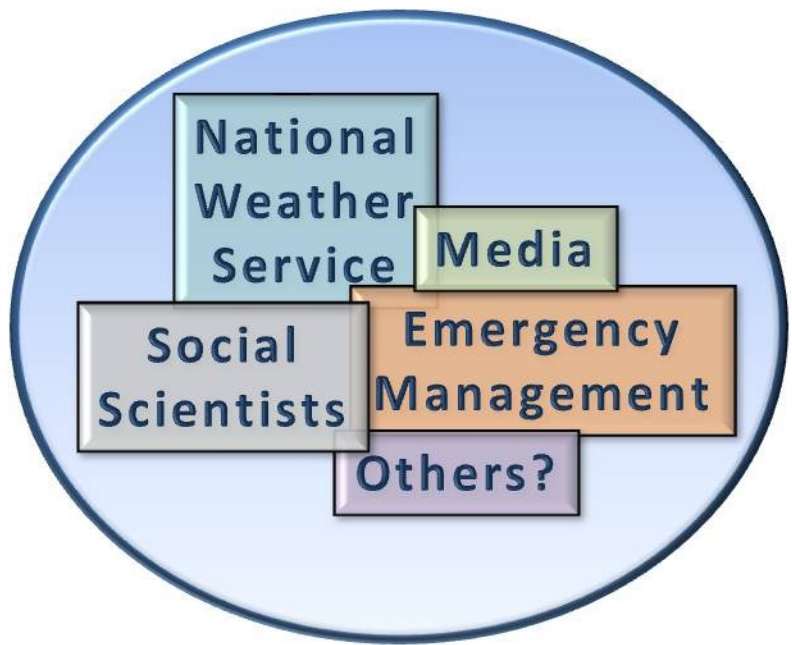 National
Weather
Service
Media
Social
Scientists
Emergency
Management
Others?